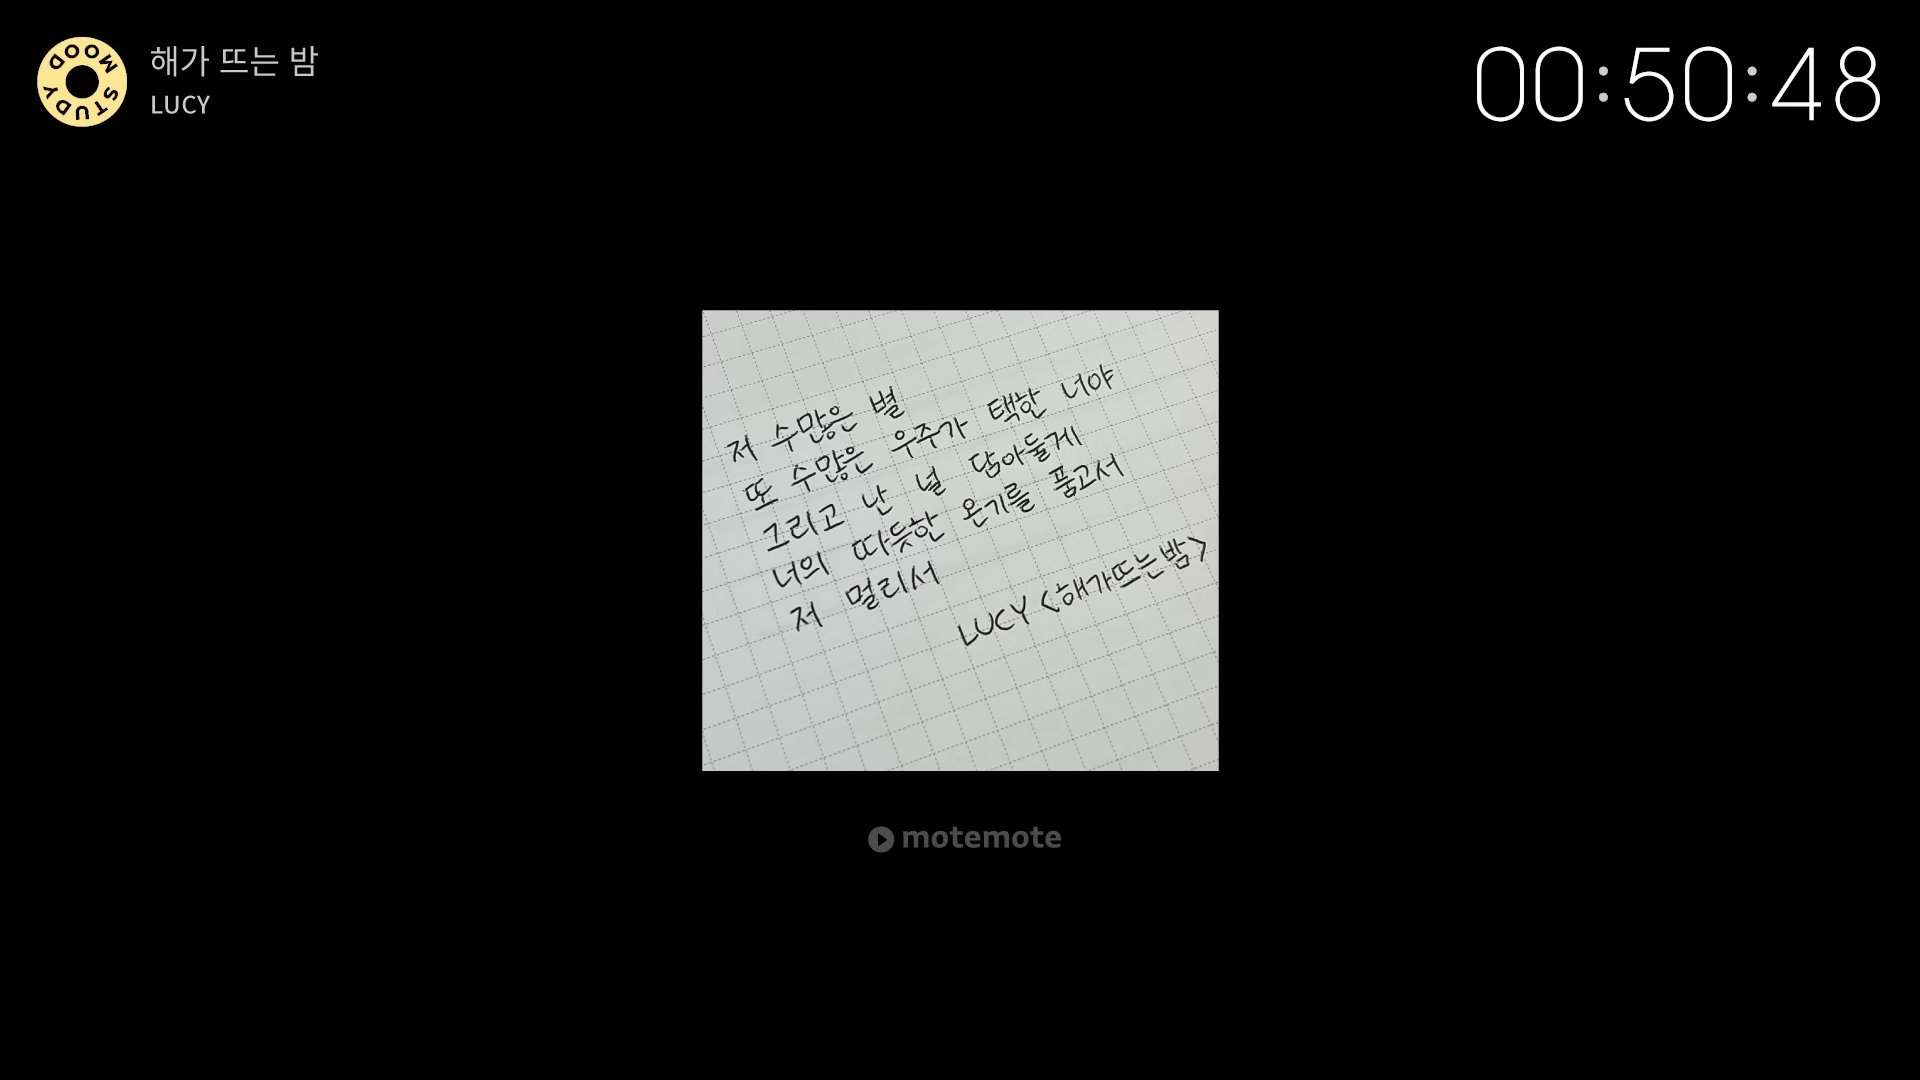 MOOD STUDY
해가 뜨는 밤
LUCY
00:50:48
저 수많은 별
또 수많은 우주가 택한 너야
그리고 난 널 담아둘게
너의 따듯한 온기를 품고서
저 멀리서
LUCY <해가뜨는밤>
motemote